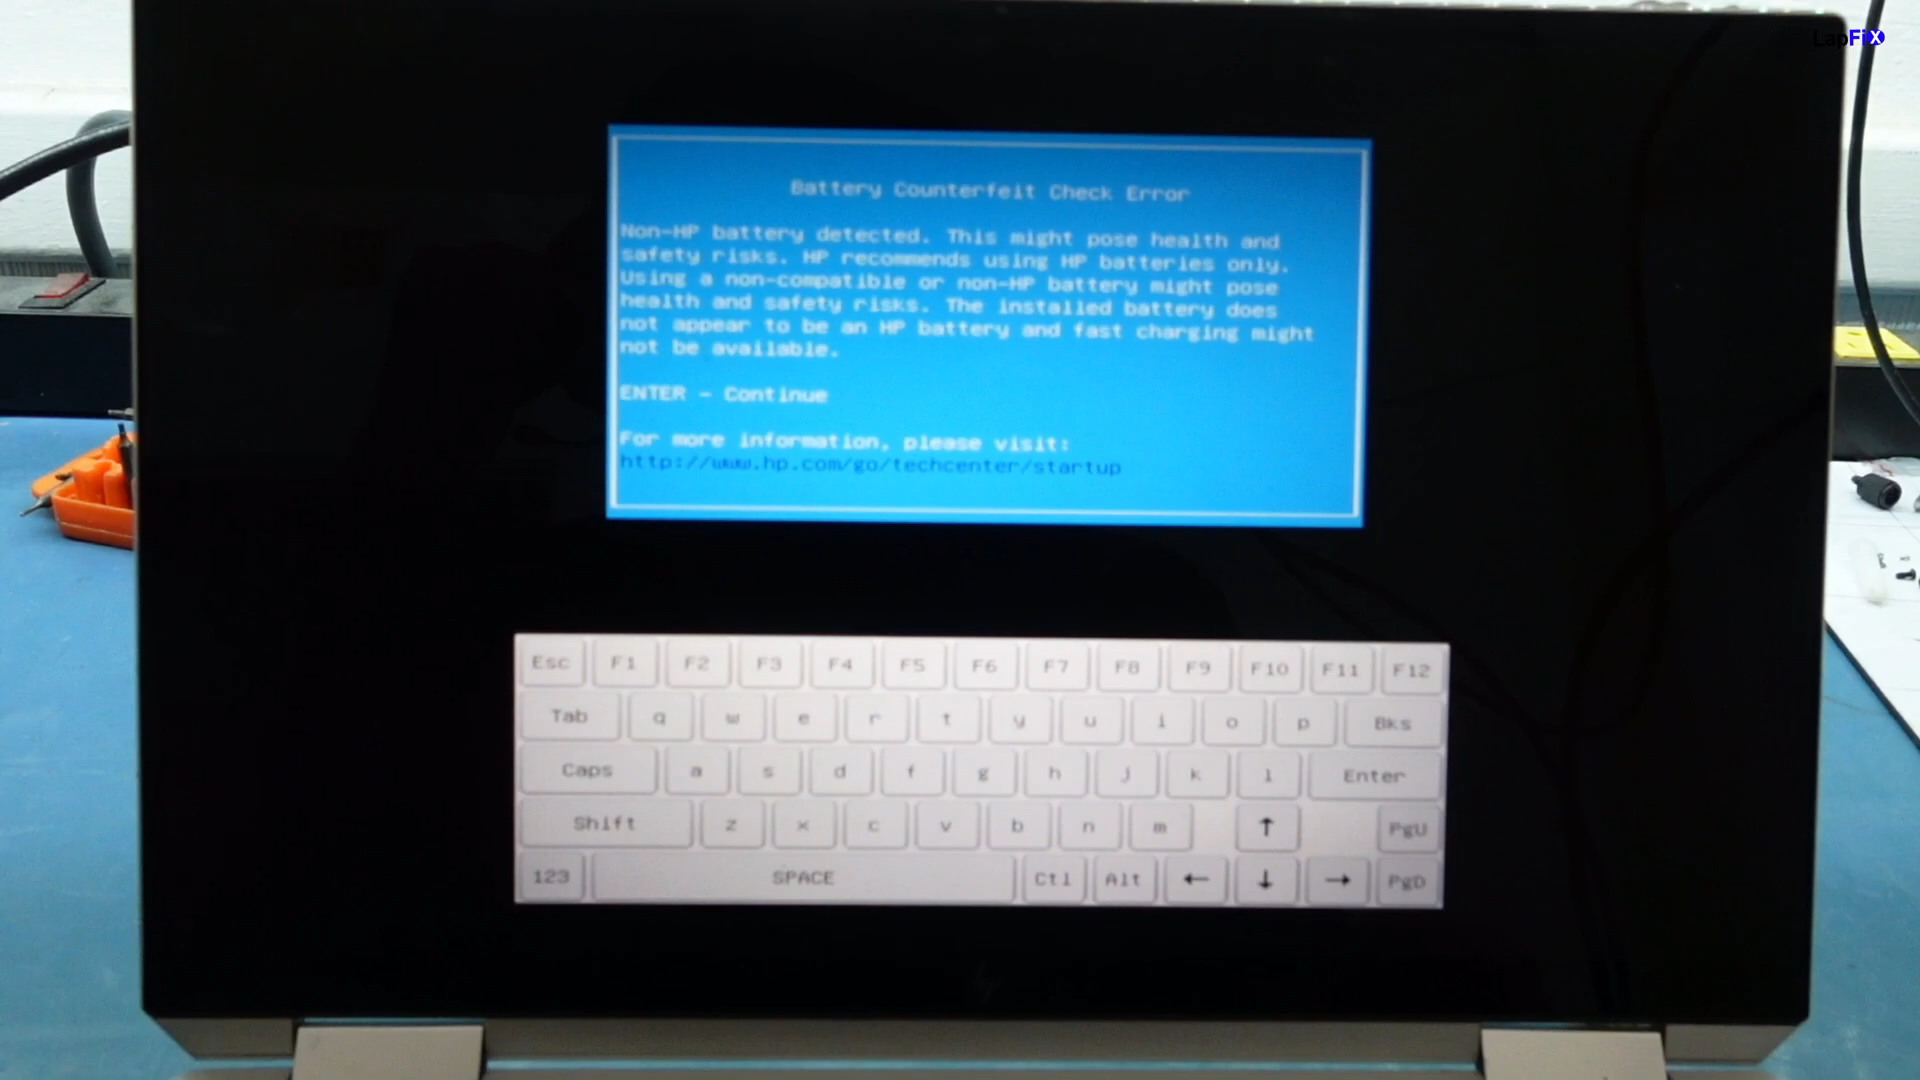 LapFiX
Battery Counterfeit Check Error
Non-HP battery detected. This might pose health and
safety risks. HP recommends using HP batteries only.
Using a non-compatible or non-HP battery might pose
health and safety risks. The installed battery does
not appear to be an HP battery and fast charging might
not be available.
ENTER - Continue
For more information, please visit:
http://www.hp.com/go/techcenter/startup
Esc F1 F2 F3 F4 F5 F6 F7 F8 F9 F10 F11 F12
Tab q w e r t y u i o p Bks
Caps a s d f g h j k l Enter
Shift z x c v b n m ↑ PgU
123 SPACE Ctl Alt ← ↓ → PgD